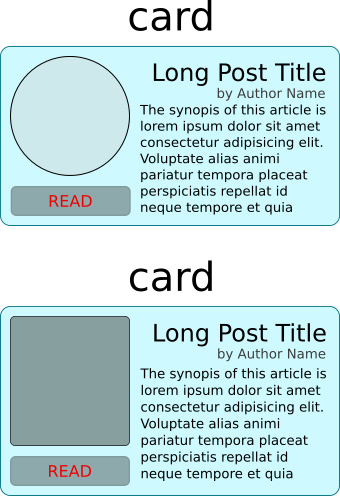 card
Long Post Title
by Author Name
The synopis of this article is
lorem ipsum dolor sit amet
consectetur adipisicing elit.
Voluptate alias animi
pariatur tempora placeat
perspiciatis repellat id
neque tempore et quia
READ
card
Long Post Title
by Author Name
The synopis of this article is
lorem ipsum dolor sit amet
consectetur adipisicing elit.
Voluptate alias animi
pariatur tempora placeat
perspiciatis repellat id
neque tempore et quia
READ